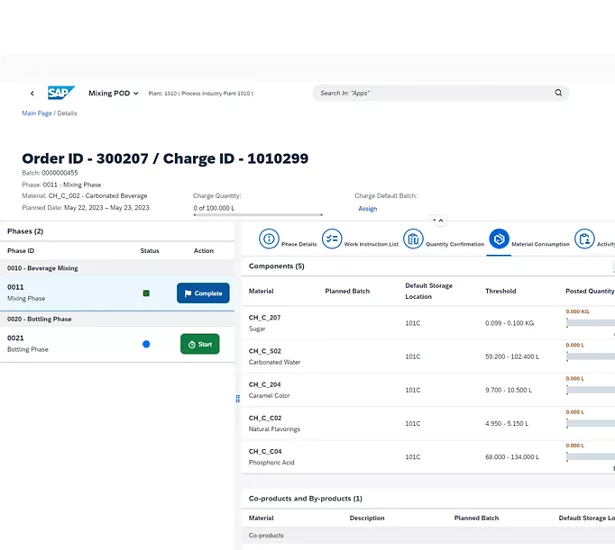 SAP Mixing POD Plant: 1010 ( Process Industry Plant 1010 ) Search In: "Apps"
Main Page / Details
Order ID - 300207 / Charge ID - 1010299
Batch: 0000000455
Phase: 0011 - Mixing Phase
Material: CH_C_002 - Carbonated Beverage
Planned Date: May 22, 2023 – May 23, 2023
Charge Quantity:
0 of 100.000 L
Charge Default Batch:
Assign
Phases (2)
Phase ID Status Action
0010 - Beverage Mixing
0011
Mixing Phase
Complete
0020 - Bottling Phase
0021
Bottling Phase
Start
Phase Details Work Instruction List Quantity Confirmation Material Consumption Activity
Components (5)
Material Planned Batch Default Storage Location Threshold Posted Quantity
CH_C_207 0.000 KG
Sugar 101C 0.099 - 0.100 KG
CH_C_S02 0.000 L
Carbonated Water 101C 59.200 - 102.400 L
CH_C_204 0.000 L
Caramel Color 101C 9.700 - 10.500 L
CH_C_C02 0.000 L
Natural Flavorings 101C 4.950 - 5.150 L
CH_C_C04 0.000 L
Phosphoric Acid 101C 68.000 - 134.000 L
Co-products and By-products (1)
Material Description Planned Batch Default Storage Lo
Co-products